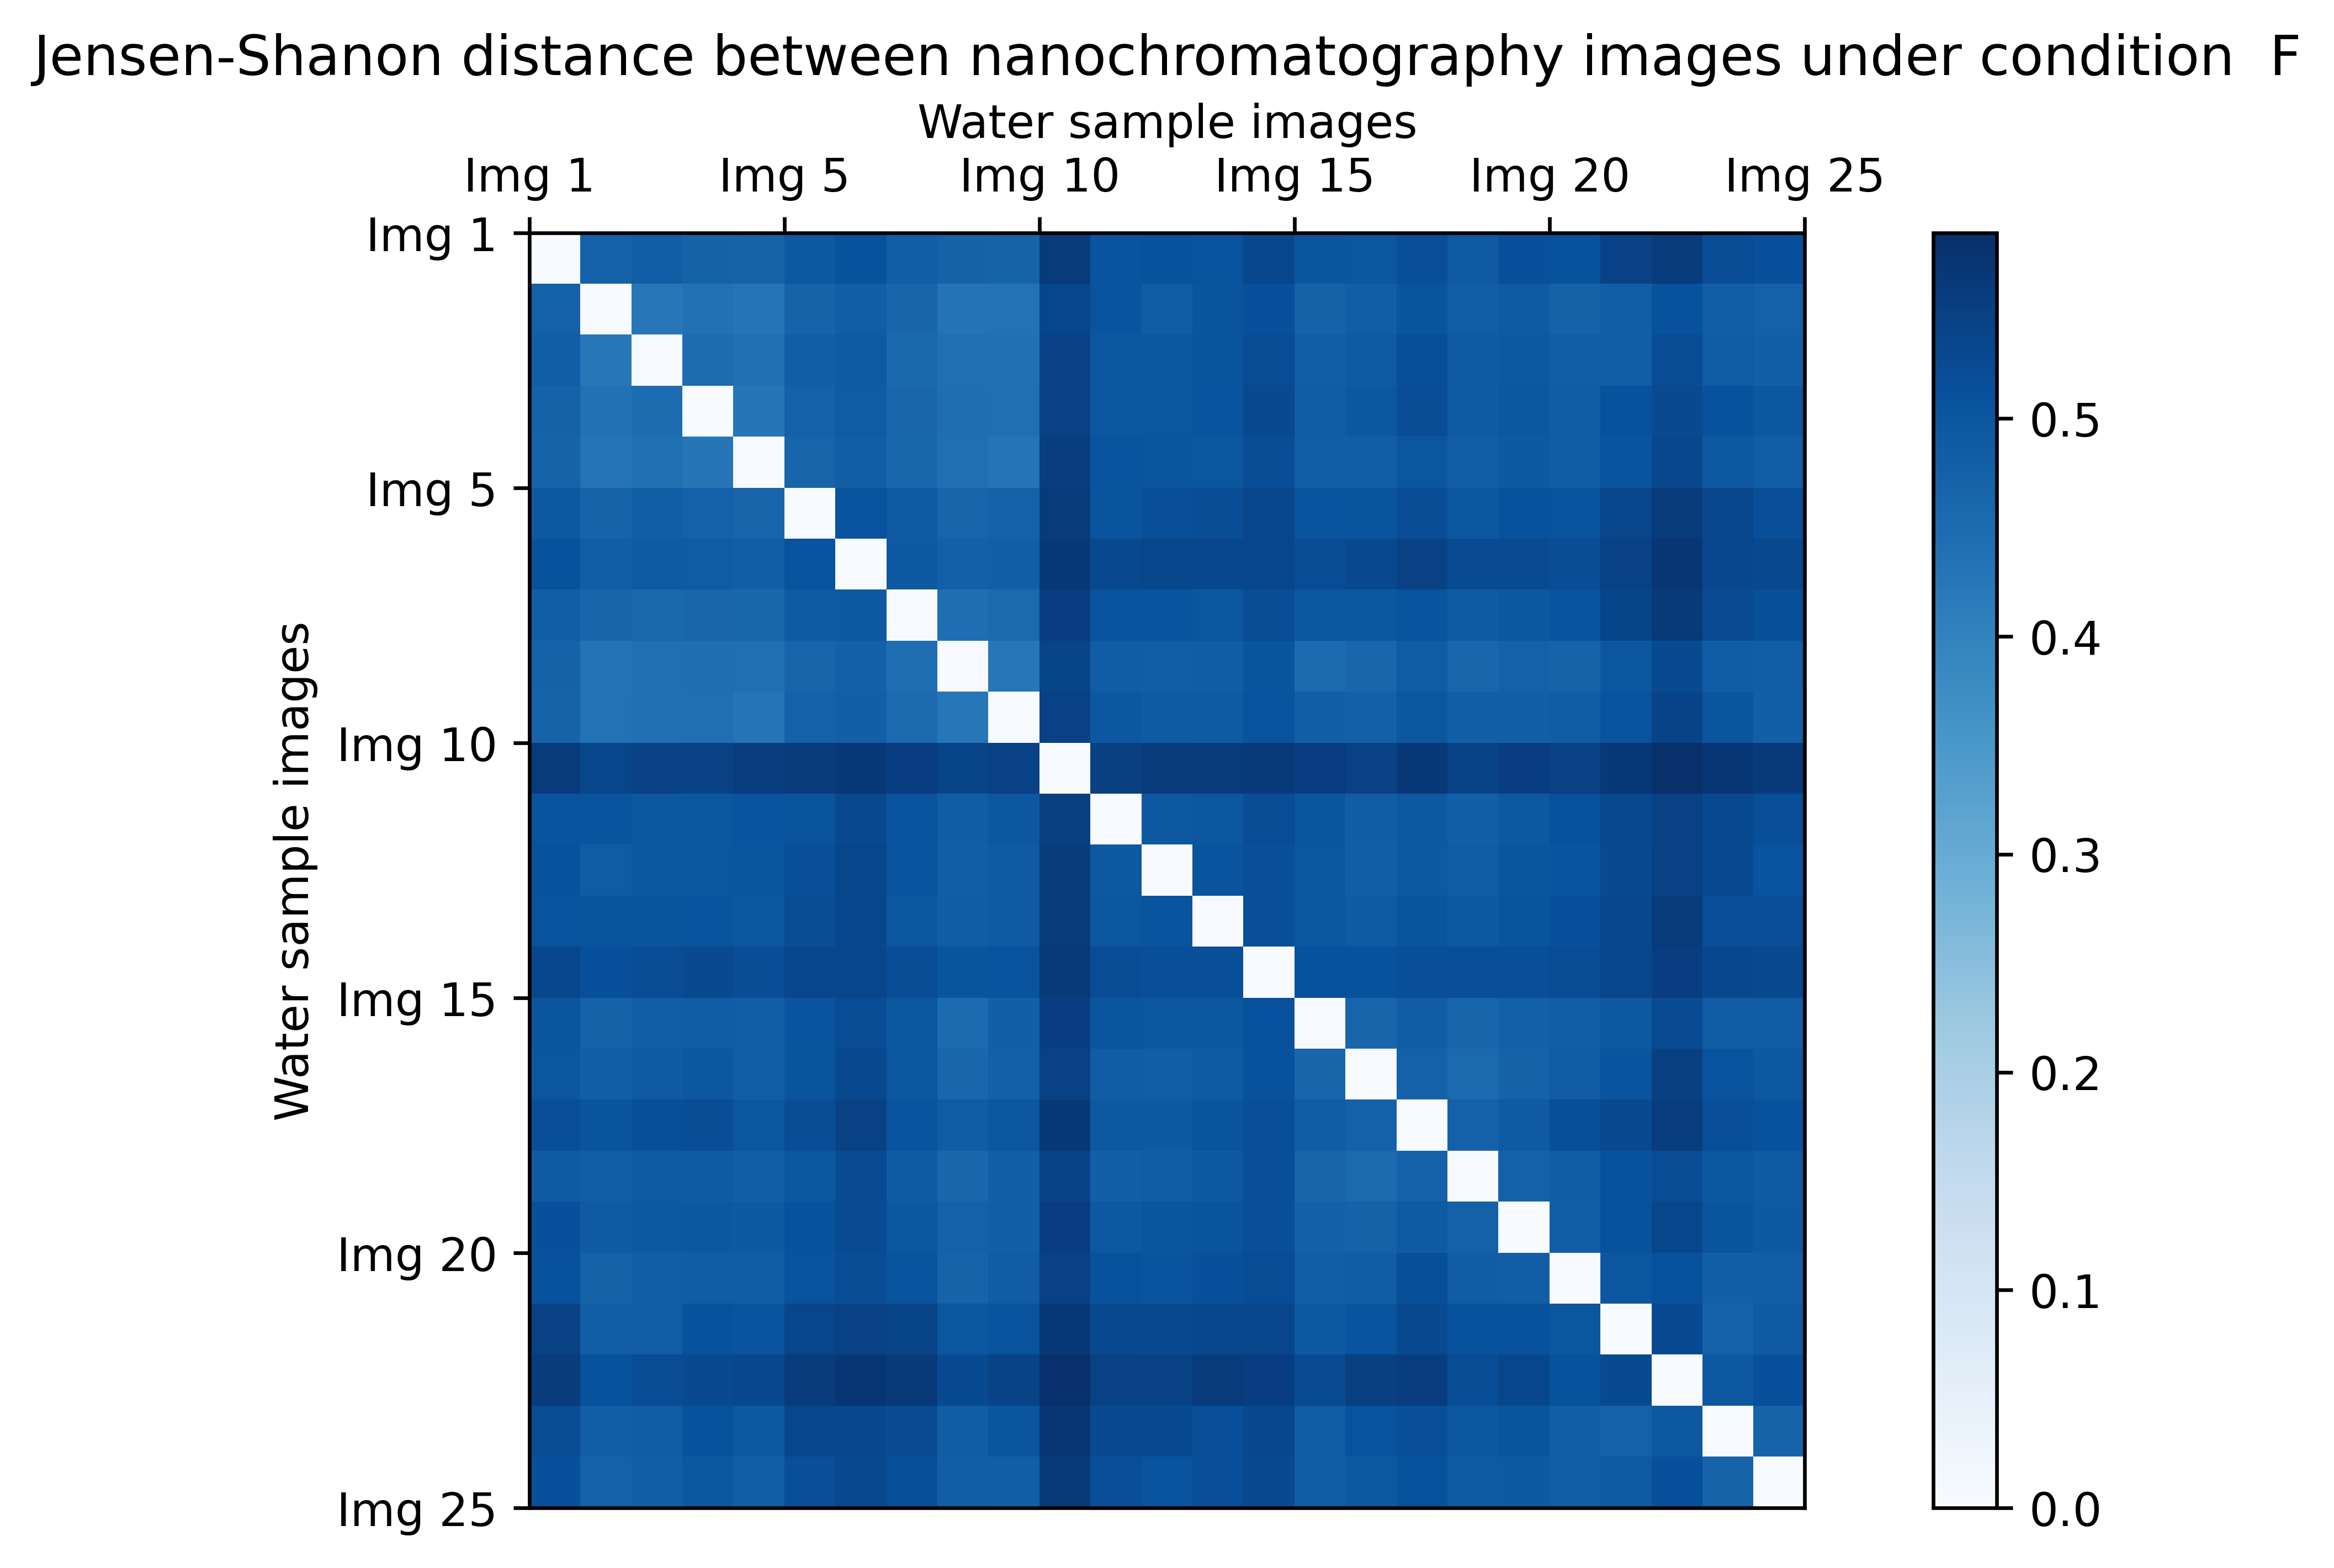 Jensen-Shanon distance between nanochromatography images under condition  F
Water sample images
Img 1 Img 5 Img 10 Img 15 Img 20 Img 25
Img 1
Img 5
Img 10
Img 15
Img 20
Img 25
Water sample images
0.5
0.4
0.3
0.2
0.1
0.0